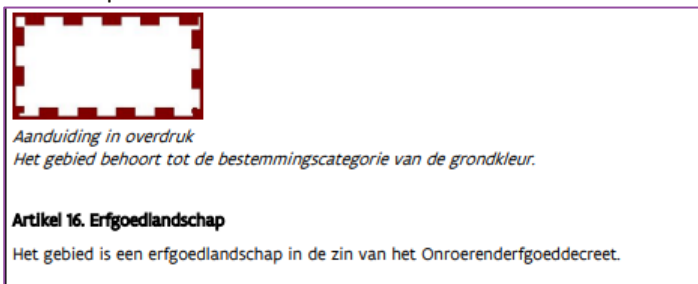 Aanduiding in overdruk
Het gebied behoort tot de bestemmingscategorie van de grondkleur.
Artikel 16. Erfgoedlandschap
Het gebied is een erfgoedlandschap in de zin van het Onroerenderfgoeddecreet.